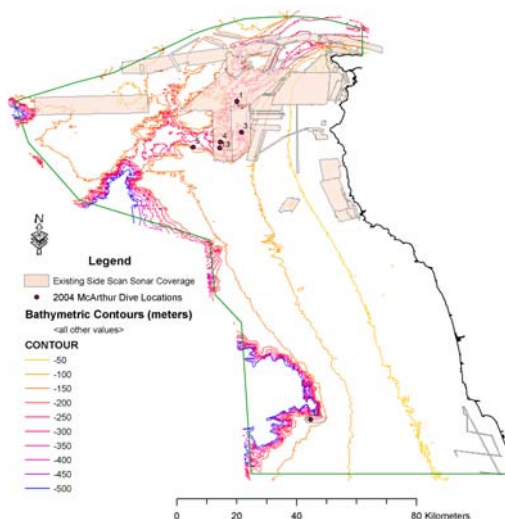 1
3
4
3,2
N
Legend
Existing Side Scan Sonar Coverage
2004 McArthur Dive Locations
Bathymetric Contours (meters)
<all other values>
CONTOUR
-50
-100
-150
-200
-250
-300
-350
-400
-450
-500
0 20 40 80 Kilometers